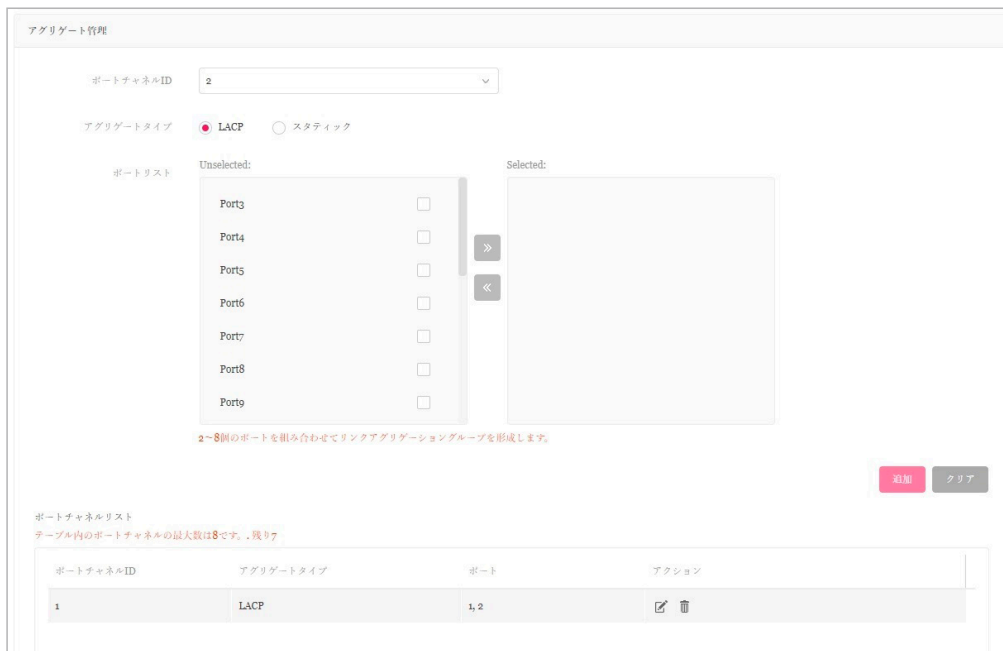 アグリゲート管理
ポートチャネルID
2
アグリゲートタイプ
LACP
スタティック
ポートリスト
Unselected:
Selected:
Port3
Port4
Port5
Port6
Port7
Port8
Port9
2～8個のポートを組み合わせてリンクアグリゲーショングループを形成します。
追加
クリア
ポートチャネルリスト
テーブル内のポートチャネルの最大数は8です。. 残り7
ポートチャネルID アグリゲートタイプ ポート アクション
1 LACP 1, 2